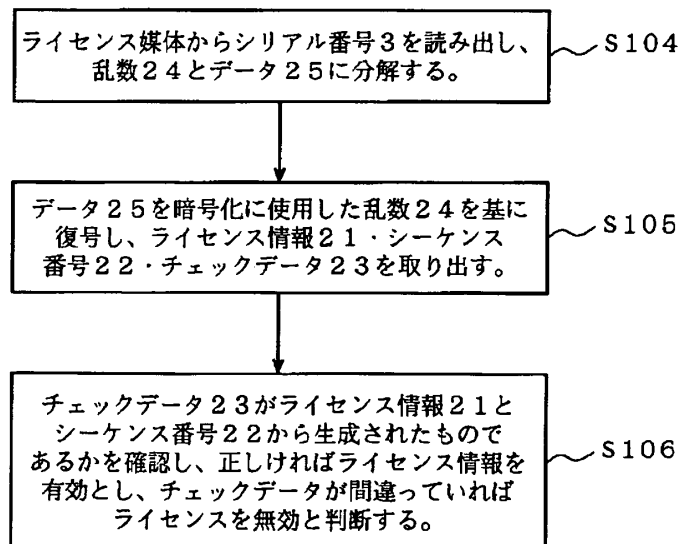 ライセンス媒体からシリアル番号3を読み出し、
乱数24とデータ25に分解する。
S104
データ25を暗号化に使用した乱数24を基に
復号し、ライセンス情報21・シーケンス
番号22・チェックデータ23を取り出す。
S105
チェックデータ23がライセンス情報21と
シーケンス番号22から生成されたもので
あるかを確認し、正しければライセンス情報を
有効とし、チェックデータが間違っていれば
ライセンスを無効と判断する。
S106